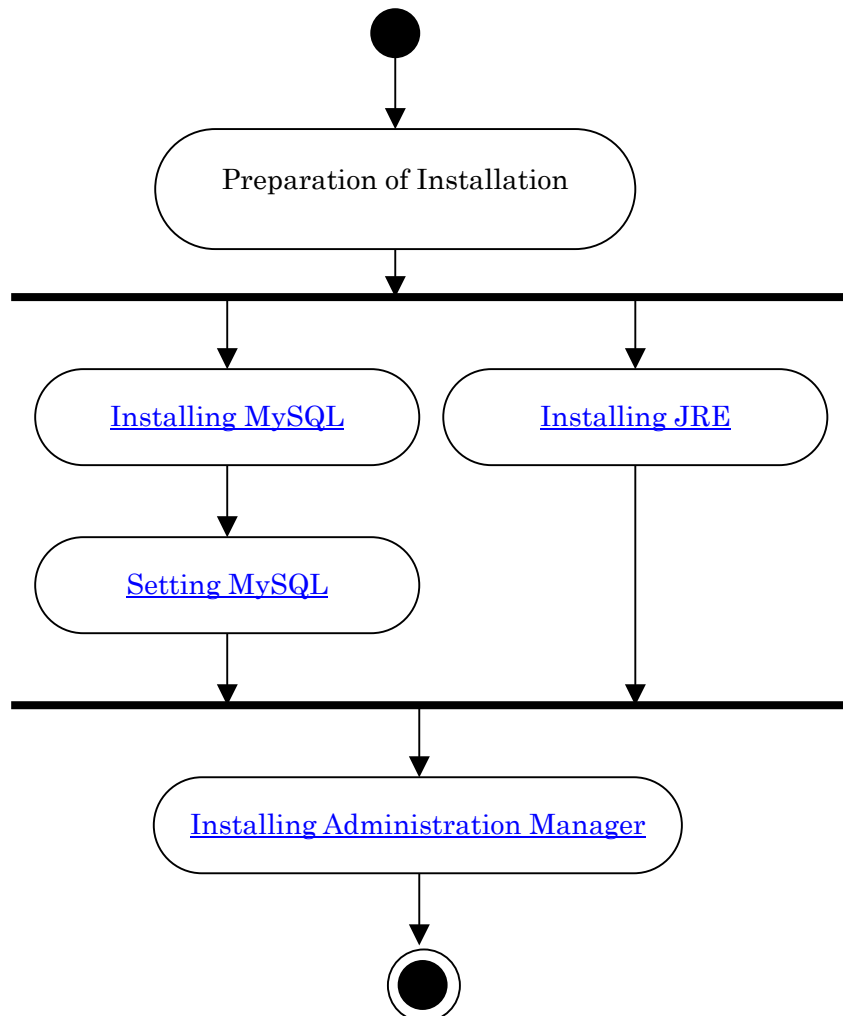 Preparation of Installation
Installing MySQL
Installing JRE
Setting MySQL
Installing Administration Manager